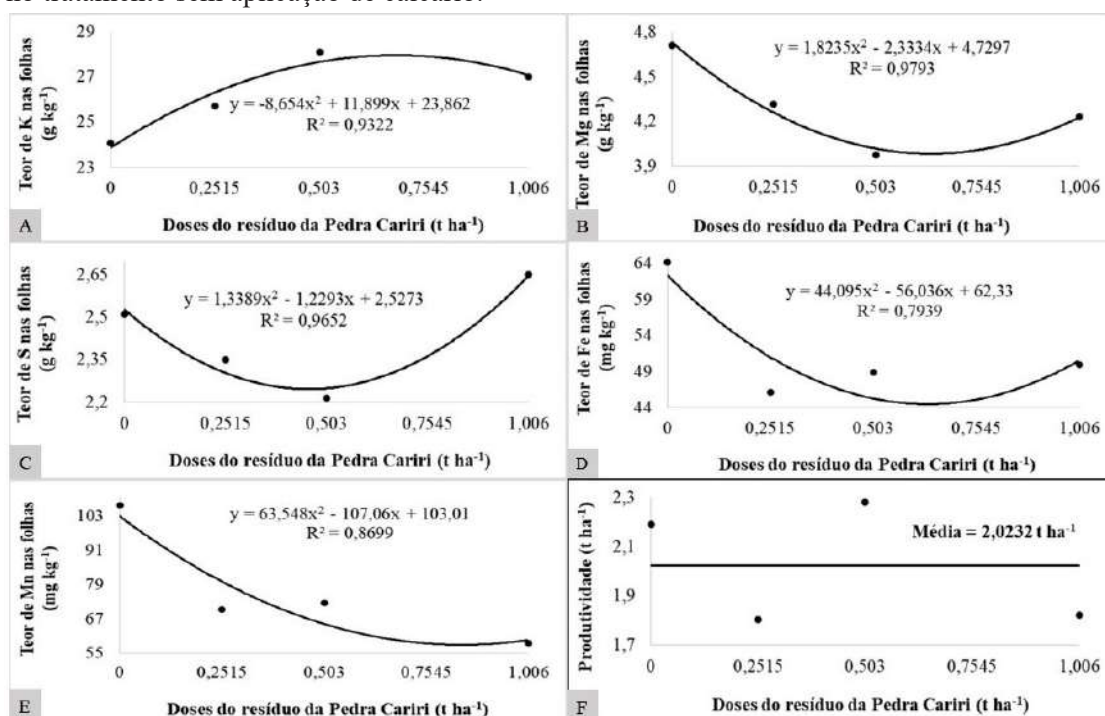 no tratamento sem aplicação de calcário.
Teor de K nas folhas
(g kg⁻¹)
29
27
25
23
y = -8,654x² + 11,899x + 23,862
R² = 0,9322
0 0,2515 0,503 0,7545 1,006
A Doses do resíduo da Pedra Cariri (t ha⁻¹)
Teor de Mg nas folhas
(g kg⁻¹)
4,8
4,5
4,2
3,9
y = 1,8235x² - 2,3334x + 4,7297
R² = 0,9793
0 0,2515 0,503 0,7545 1,006
B Doses do resíduo da Pedra Cariri (t ha⁻¹)
Teor de S nas folhas
(g kg⁻¹)
2,65
2,5
2,35
2,2
y = 1,3389x² - 1,2293x + 2,5273
R² = 0,9652
0 0,2515 0,503 0,7545 1,006
C Doses do resíduo da Pedra Cariri (t ha⁻¹)
Teor de Fe nas folhas
(mg kg⁻¹)
64
59
54
49
44
y = 44,095x² - 56,036x + 62,33
R² = 0,7939
0 0,2515 0,503 0,7545 1,006
D Doses do resíduo da Pedra Cariri (t ha⁻¹)
Teor de Mn nas folhas
(mg kg⁻¹)
103
91
79
67
55
y = 63,548x² - 107,06x + 103,01
R² = 0,8699
0 0,2515 0,503 0,7545 1,006
E Doses do resíduo da Pedra Cariri (t ha⁻¹)
Produtividade (t ha⁻¹)
2,3
2,1
1,9
1,7
Média = 2,0232 t ha⁻¹
0 0,2515 0,503 0,7545 1,006
F Doses do resíduo da Pedra Cariri (t ha⁻¹)